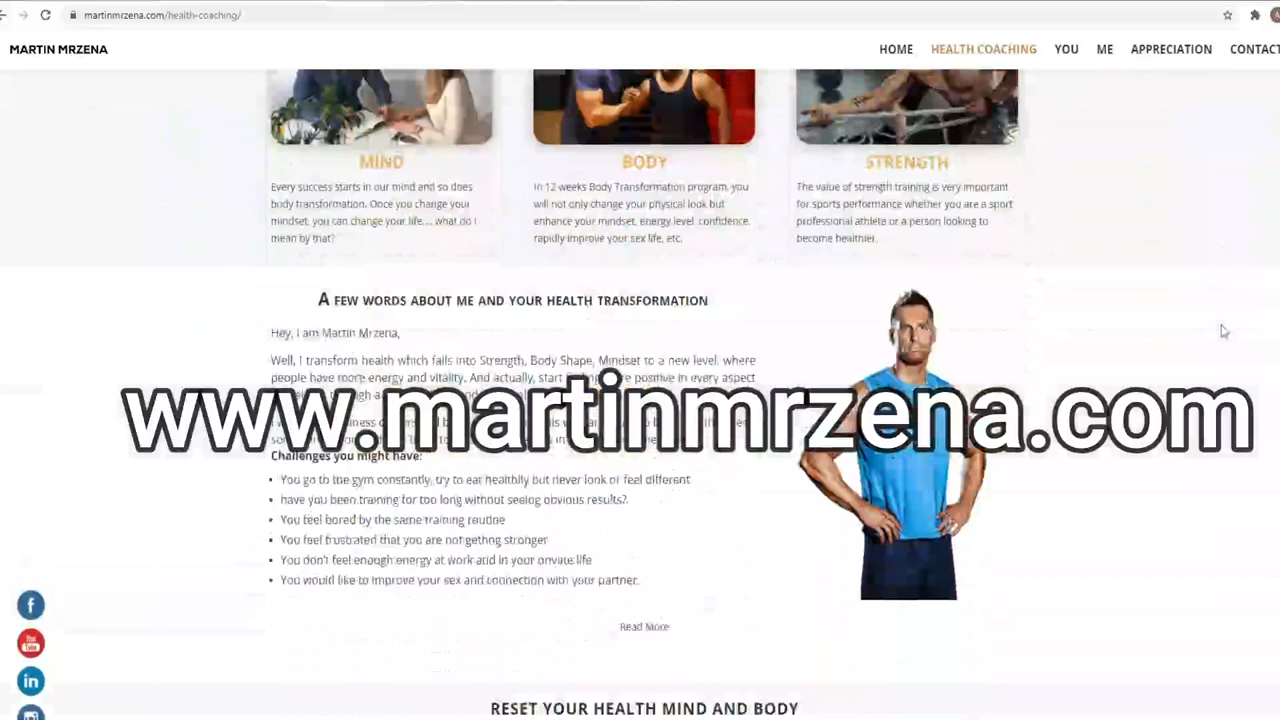 martinmrzena.com/health-coaching/
MARTIN MRZENA
HOME HEALTH COACHING YOU ME APPRECIATION CONTACT
MIND
Every success starts in our mind and so does
body transformation. Once you change your
mindset, you can change your life.... what do I
mean by that?
BODY
In 12 weeks Body Transformation program, you
will not only change your physical look but
enhance your mindset, energy level, confidence,
rapidly improve your sex life, etc.
STRENGTH
The value of strength training is very important
for sports performance whether you are a sport
professional athlete or a person looking to
become healthier.
A FEW WORDS ABOUT ME AND YOUR HEALTH TRANSFORMATION
Hey, I am Martin Mrzena,
Well, I transform health which falls into Strength, Body Shape, Mindset to a new level, where
people have more energy and vitality. And actually, start positive in every aspect
www.martinmrzena.com
Challenges you might have:
• You go to the gym constantly, try to eat healthily but never look or feel different
• have you been training for too long without seeing obvious results?.
• You feel bored by the same training routine
• You feel frustrated that you are not getting stronger
• You don't feel enough energy at work and in your private life
• You would like to improve your sex and connection with your partner.
Read More
f
You Tube
in
RESET YOUR HEALTH MIND AND BODY